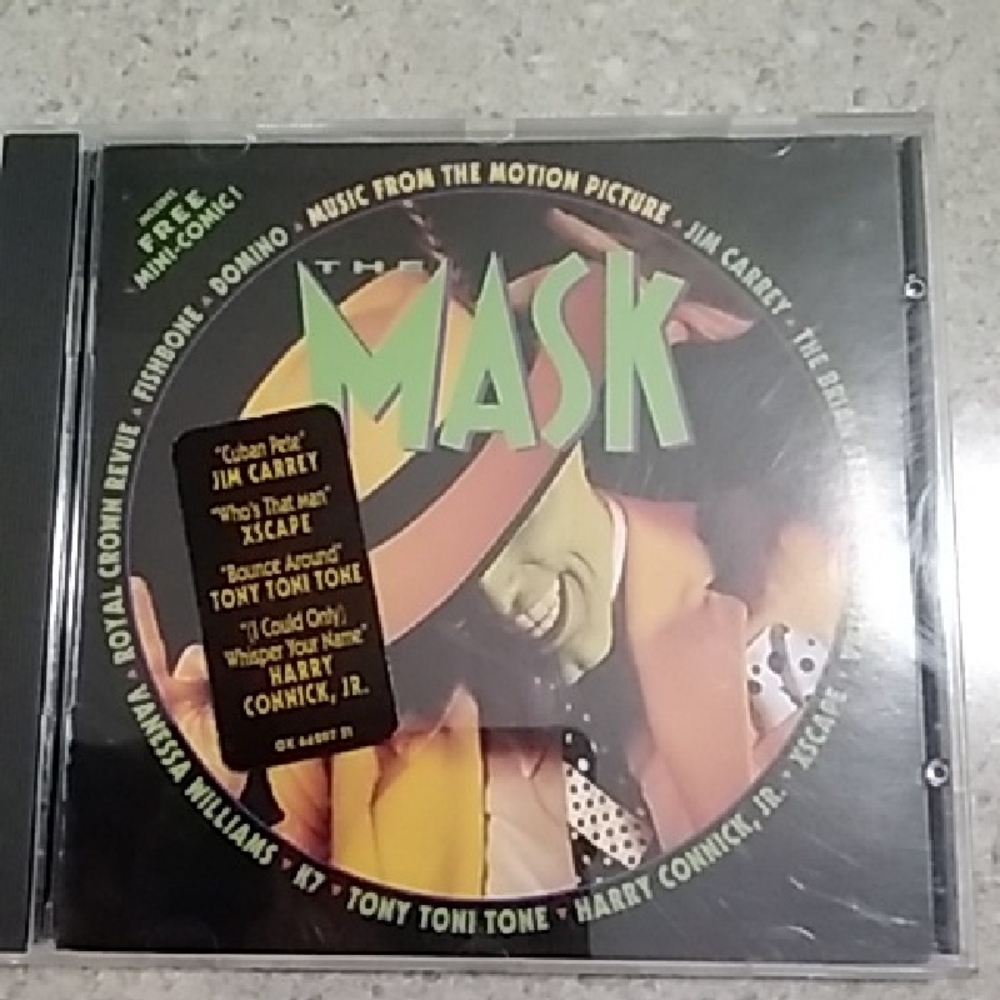 INCLUDES
FREE
MINI-COMIC!
MUSIC FROM THE MOTION PICTURE
JIM CARREY
THE
XSCAPE
HARRY CONNICK, JR.
TONY TONI TONE
K7
VANESSA WILLIAMS
ROYAL CROWN REVUE
FISHBONE
DOMINO
THE
MASK
"Cuban Pete"
JIM CARREY
"Who's That Man"
XSCAPE
"Bounce Around"
TONY TONI TONE
"(I Could Only)
Whisper Your Name"
HARRY
CONNICK, JR.